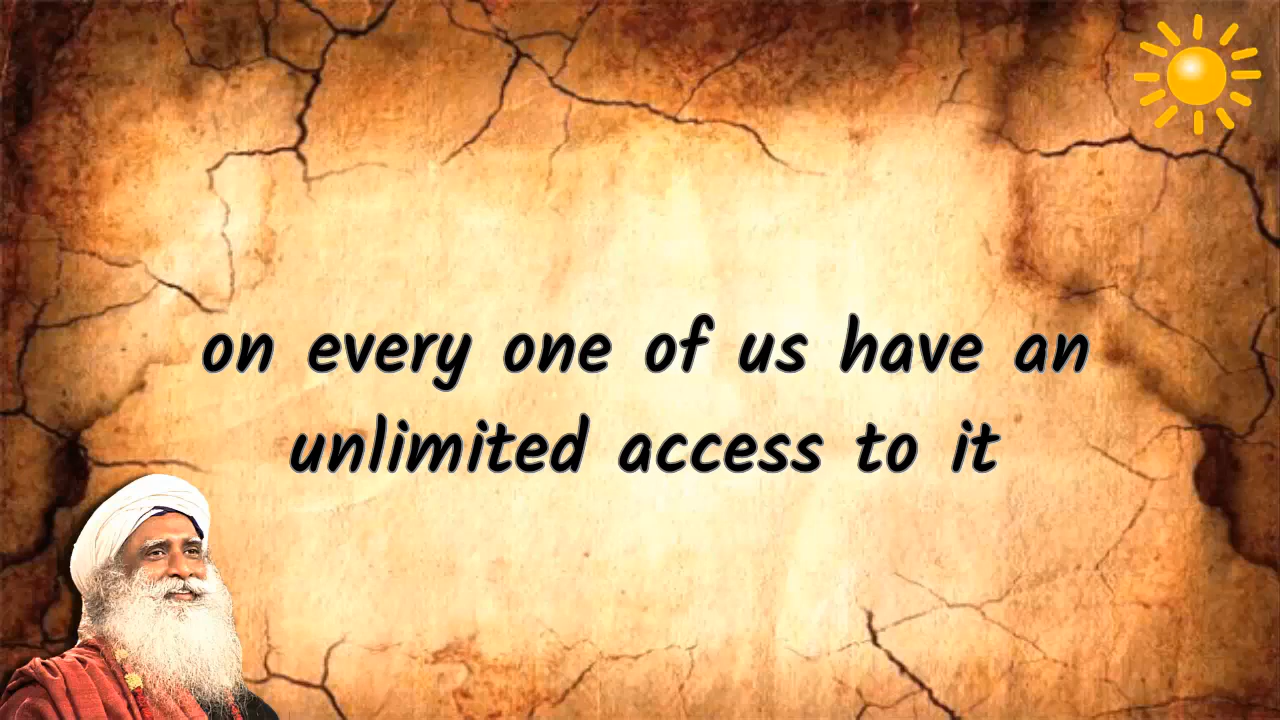 on every one of us have an
unlimited access to it